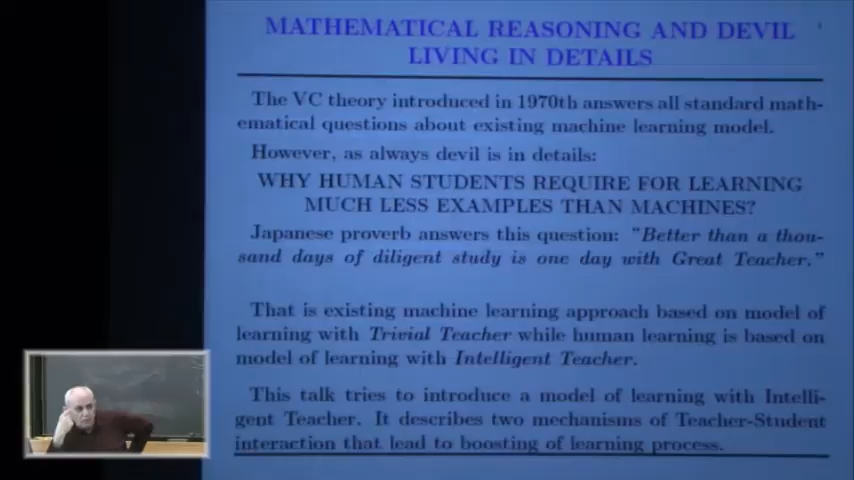 MATHEMATICAL REASONING AND DEVIL
LIVING IN DETAILS
The VC theory introduced in 1970th answers all standard math-
ematical questions about existing machine learning model.
However, as always devil is in details:
WHY HUMAN STUDENTS REQUIRE FOR LEARNING
MUCH LESS EXAMPLES THAN MACHINES?
Japanese proverb answers this question: "Better than a thou-
sand days of diligent study is one day with Great Teacher."
That is existing machine learning approach based on model of
learning with Trivial Teacher while human learning is based on
model of learning with Intelligent Teacher.
This talk tries to introduce a model of learning with Intelli-
gent Teacher. It describes two mechanisms of Teacher-Student
interaction that lead to boosting of learning process.